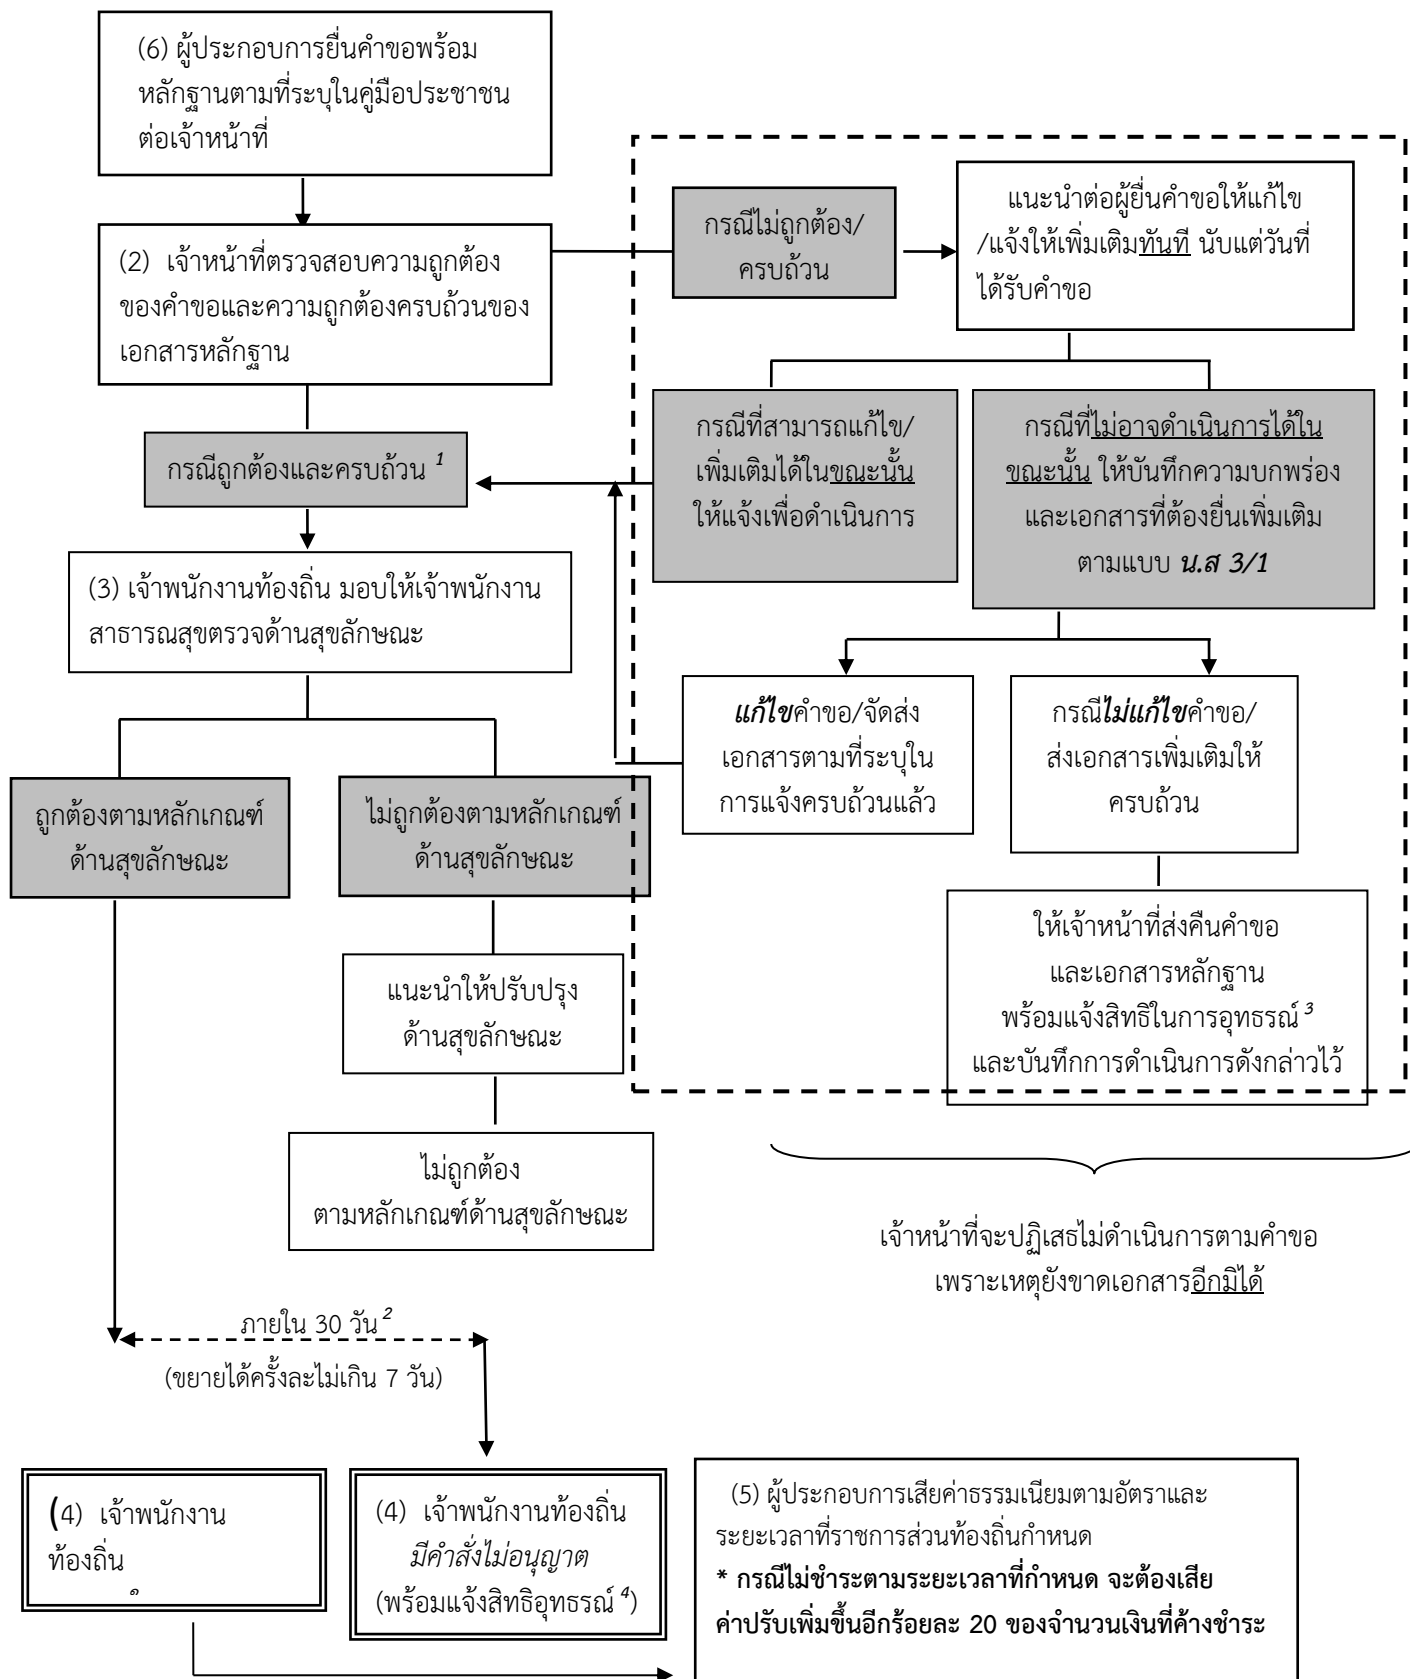 (6) ผู้ประกอบการยื่นคำขอพร้อม
หลักฐานตามที่ระบุในคู่มือประชาชน
ต่อเจ้าหน้าที่
(2) เจ้าหน้าที่ตรวจสอบความถูกต้อง
ของคำขอและความถูกต้องครบถ้วนของ
เอกสารหลักฐาน
กรณีไม่ถูกต้อง/
ครบถ้วน
แนะนำต่อผู้ยื่นคำขอให้แก้ไข
/แจ้งให้เพิ่มเติมทันที นับแต่วันที่
ได้รับคำขอ
กรณีถูกต้องและครบถ้วน 1
กรณีที่สามารถแก้ไข/
เพิ่มเติมได้ในขณะนั้น
ให้แจ้งเพื่อดำเนินการ
กรณีที่ไม่อาจดำเนินการได้ใน
ขณะนั้น ให้บันทึกความบกพร่อง
และเอกสารที่ต้องยื่นเพิ่มเติม
ตามแบบ น.ส 3/1
(3) เจ้าพนักงานท้องถิ่น มอบให้เจ้าพนักงาน
สาธารณสุขตรวจด้านสุขลักษณะ
แก้ไขคำขอ/จัดส่ง
เอกสารตามที่ระบุใน
การแจ้งครบถ้วนแล้ว
กรณีไม่แก้ไขคำขอ/
ส่งเอกสารเพิ่มเติมให้
ครบถ้วน
ถูกต้องตามหลักเกณฑ์
ด้านสุขลักษณะ
ไม่ถูกต้องตามหลักเกณฑ์
ด้านสุขลักษณะ
ให้เจ้าหน้าที่ส่งคืนคำขอ
และเอกสารหลักฐาน
พร้อมแจ้งสิทธิในการอุทธรณ์ 3
และบันทึกการดำเนินการดังกล่าวไว้
แนะนำให้ปรับปรุง
ด้านสุขลักษณะ
ไม่ถูกต้อง
ตามหลักเกณฑ์ด้านสุขลักษณะ
เจ้าหน้าที่จะปฏิเสธไม่ดำเนินการตามคำขอ
เพราะเหตุยังขาดเอกสารอีกมิได้
ภายใน 30 วัน 2
(ขยายได้ครั้งละไม่เกิน 7 วัน)
(4) เจ้าพนักงาน
ท้องถิ่น
(4) เจ้าพนักงานท้องถิ่น
มีคำสั่งไม่อนุญาต
(พร้อมแจ้งสิทธิอุทธรณ์ 4)
(5) ผู้ประกอบการเสียค่าธรรมเนียมตามอัตราและ
ระยะเวลาที่ราชการส่วนท้องถิ่นกำหนด
* กรณีไม่ชำระตามระยะเวลาที่กำหนด จะต้องเสีย
ค่าปรับเพิ่มขึ้นอีกร้อยละ 20 ของจำนวนเงินที่ค้างชำระ